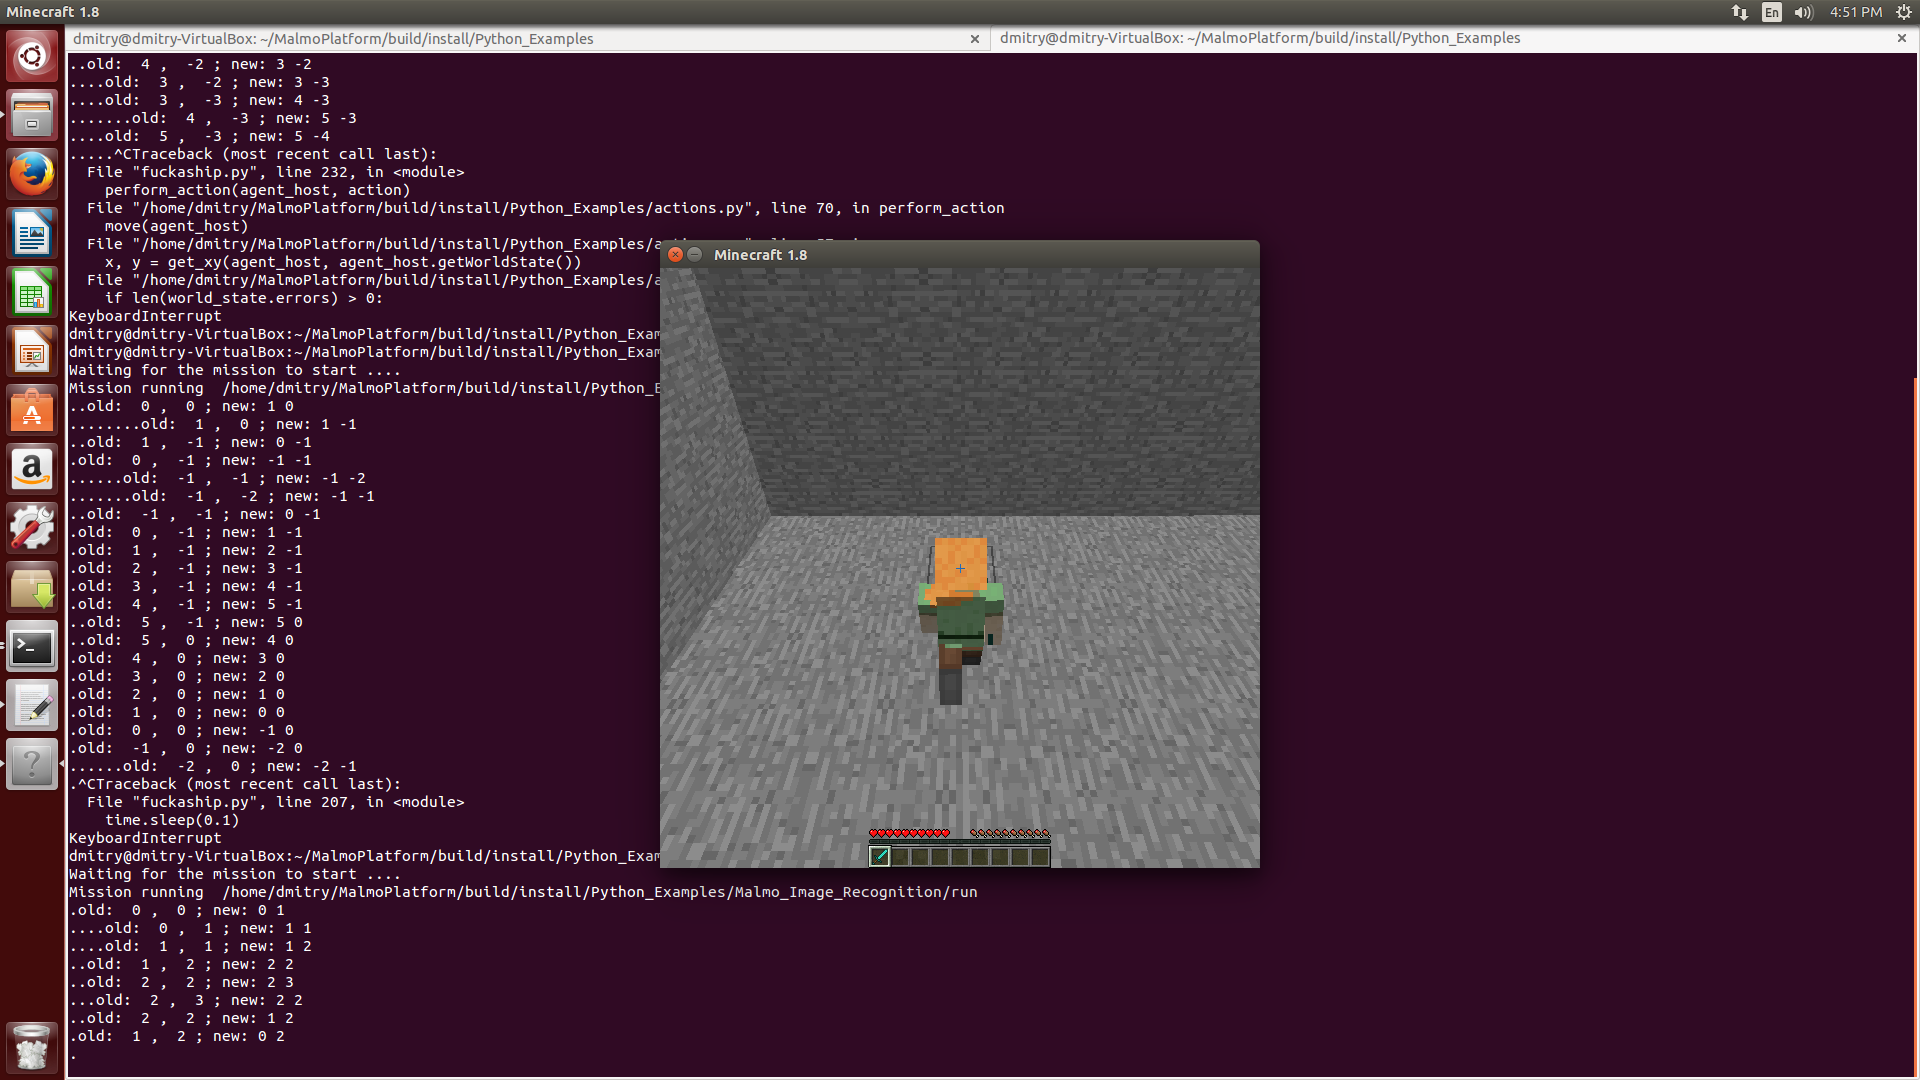 Minecraft 1.8
En
4:51 PM
dmitry@dmitry-VirtualBox: ~/MalmoPlatform/build/install/Python_Examples
dmitry@dmitry-VirtualBox: ~/MalmoPlatform/build/install/Python_Examples
..old:  4 ,  -2 ; new: 3 -2
....old:  3 ,  -2 ; new: 3 -3
....old:  3 ,  -3 ; new: 4 -3
.......old:  4 ,  -3 ; new: 5 -3
....old:  5 ,  -3 ; new: 5 -4
.....^CTraceback (most recent call last):
  File "fuckaship.py", line 232, in <module>
    perform_action(agent_host, action)
  File "/home/dmitry/MalmoPlatform/build/install/Python_Examples/actions.py", line 70, in perform_action
    move(agent_host)
  File "/home/dmitry/MalmoPlatform/build/install/Python_Examples/a
    x, y = get_xy(agent_host, agent_host.getWorldState())
  File "/home/dmitry/MalmoPlatform/build/install/Python_Examples/a
    if len(world_state.errors) > 0:
KeyboardInterrupt
dmitry@dmitry-VirtualBox:~/MalmoPlatform/build/install/Python_Exam
dmitry@dmitry-VirtualBox:~/MalmoPlatform/build/install/Python_Exam
Waiting for the mission to start ....
Mission running  /home/dmitry/MalmoPlatform/build/install/Python_E
..old:  0 ,  0 ; new: 1 0
........old:  1 ,  0 ; new: 1 -1
..old:  1 ,  -1 ; new: 0 -1
.old:  0 ,  -1 ; new: -1 -1
......old:  -1 ,  -1 ; new: -1 -2
.......old:  -1 ,  -2 ; new: -1 -1
..old:  -1 ,  -1 ; new: 0 -1
.old:  0 ,  -1 ; new: 1 -1
.old:  1 ,  -1 ; new: 2 -1
.old:  2 ,  -1 ; new: 3 -1
.old:  3 ,  -1 ; new: 4 -1
.old:  4 ,  -1 ; new: 5 -1
..old:  5 ,  -1 ; new: 5 0
..old:  5 ,  0 ; new: 4 0
.old:  4 ,  0 ; new: 3 0
.old:  3 ,  0 ; new: 2 0
.old:  2 ,  0 ; new: 1 0
.old:  1 ,  0 ; new: 0 0
.old:  0 ,  0 ; new: -1 0
.old:  -1 ,  0 ; new: -2 0
......old:  -2 ,  0 ; new: -2 -1
.^CTraceback (most recent call last):
  File "fuckaship.py", line 207, in <module>
    time.sleep(0.1)
KeyboardInterrupt
dmitry@dmitry-VirtualBox:~/MalmoPlatform/build/install/Python_Exam
Waiting for the mission to start ....
Mission running  /home/dmitry/MalmoPlatform/build/install/Python_Examples/Malmo_Image_Recognition/run
.old:  0 ,  0 ; new: 0 1
....old:  0 ,  1 ; new: 1 1
....old:  1 ,  1 ; new: 1 2
..old:  1 ,  2 ; new: 2 2
..old:  2 ,  2 ; new: 2 3
...old:  2 ,  3 ; new: 2 2
..old:  2 ,  2 ; new: 1 2
.old:  1 ,  2 ; new: 0 2
.
Minecraft 1.8